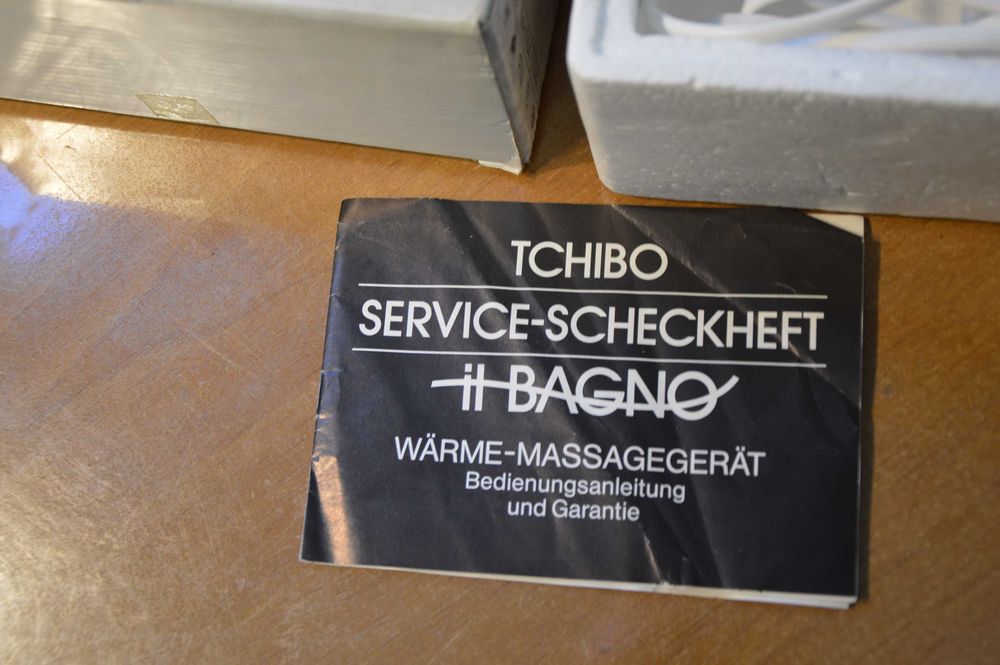 TCHIBO
SERVICE-SCHECKHEFT
il BAGNO
WÄRME-MASSAGEGERÄT
Bedienungsanleitung
und Garantie